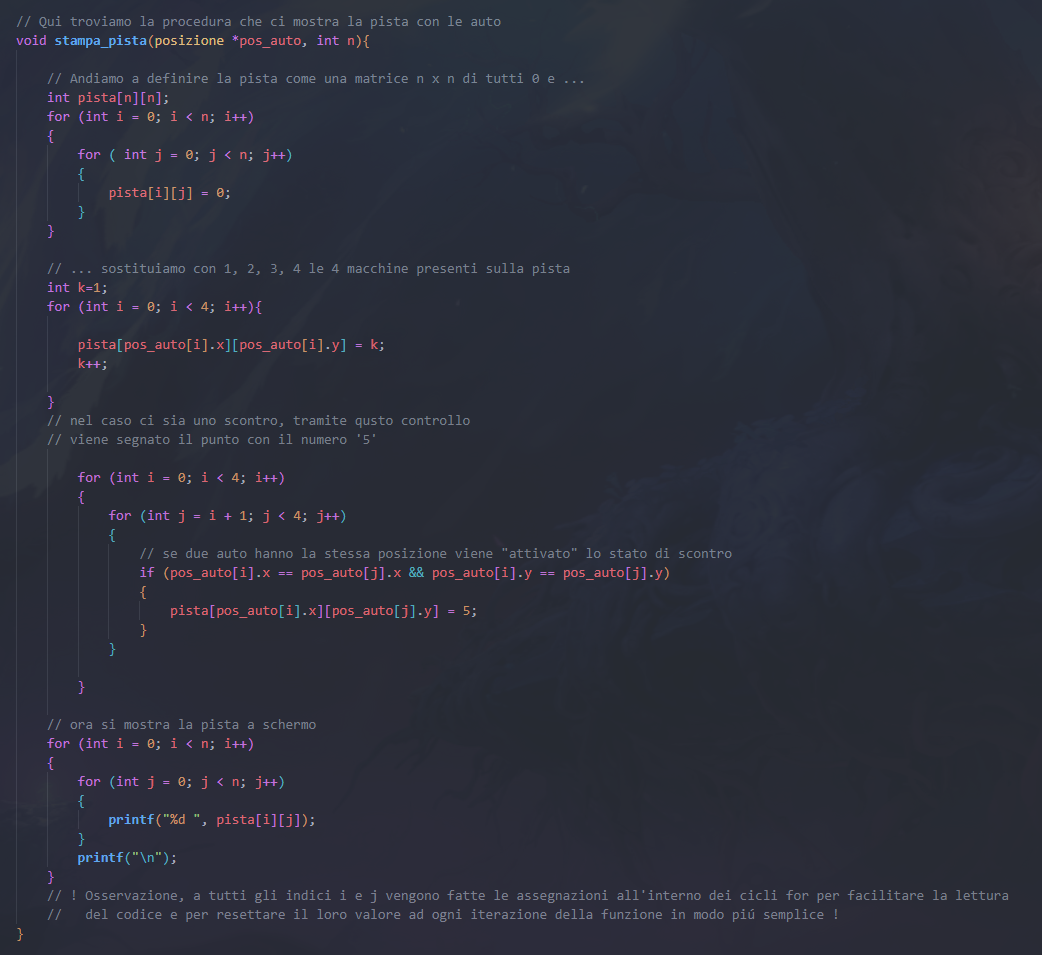 // Qui troviamo la procedura che ci mostra la pista con le auto
void stampa_pista(posizione *pos_auto, int n){
// Andiamo a definire la pista come una matrice n x n di tutti 0 e ...
int pista[n][n];
for (int i = 0; i < n; i++)
{
for ( int j = 0; j < n; j++)
{
pista[i][j] = 0;
}
}
// ... sostituiamo con 1, 2, 3, 4 le 4 macchine presenti sulla pista
int k=1;
for (int i = 0; i < 4; i++){
pista[pos_auto[i].x][pos_auto[i].y] = k;
k++;
}
// nel caso ci sia uno scontro, tramite qusto controllo
// viene segnato il punto con il numero '5'
for (int i = 0; i < 4; i++)
{
for (int j = i + 1; j < 4; j++)
{
// se due auto hanno la stessa posizione viene "attivato" lo stato di scontro
if (pos_auto[i].x == pos_auto[j].x && pos_auto[i].y == pos_auto[j].y)
{
pista[pos_auto[i].x][pos_auto[j].y] = 5;
}
}
}
// ora si mostra la pista a schermo
for (int i = 0; i < n; i++)
{
for (int j = 0; j < n; j++)
{
printf("%d ", pista[i][j]);
}
printf("\n");
}
// ! Osservazione, a tutti gli indici i e j vengono fatte le assegnazioni all'interno dei cicli for per facilitare la lettura
// del codice e per resettare il loro valore ad ogni iterazione della funzione in modo piú semplice !
}